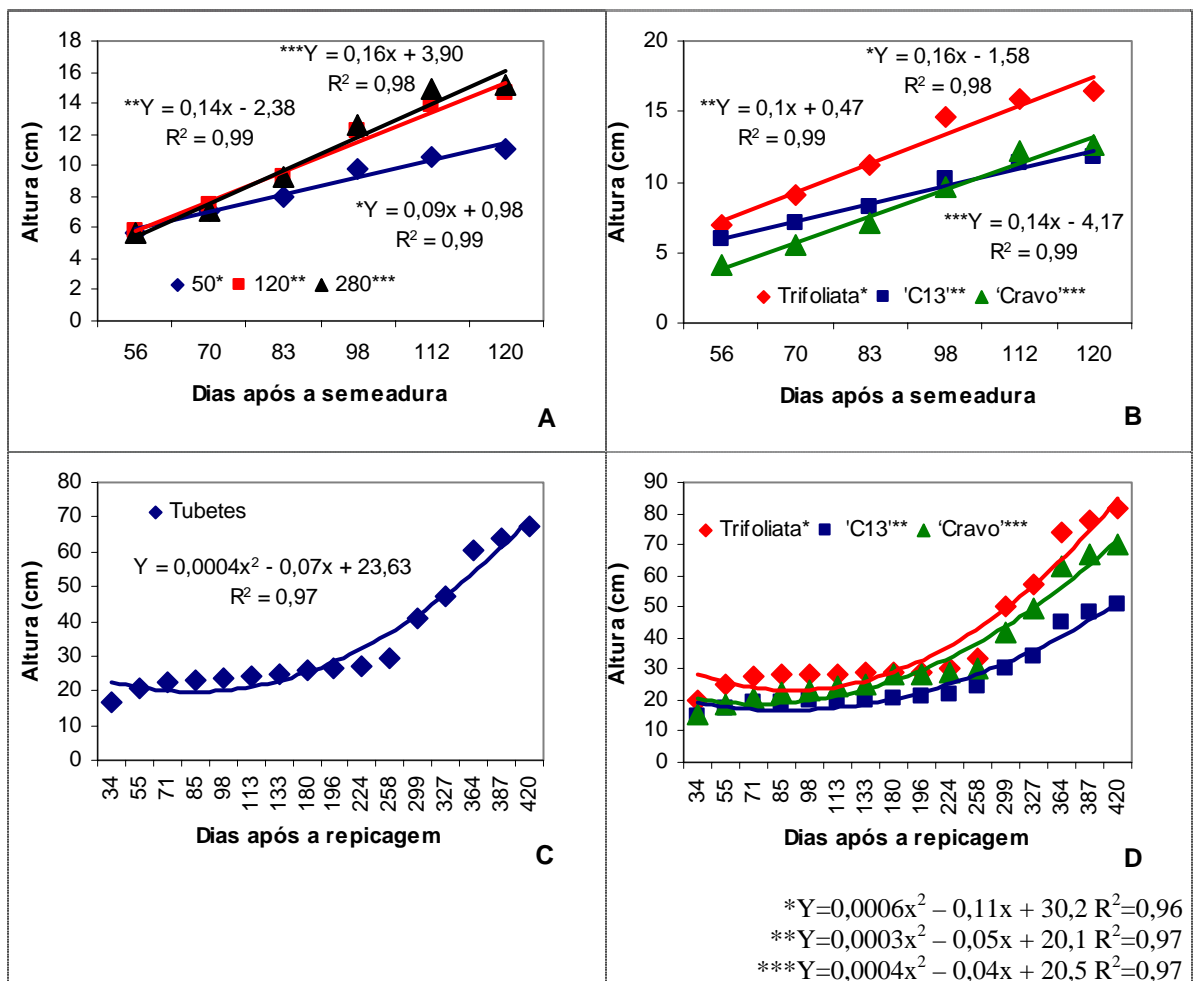 18
16
14
12
10
8
6
4
2
0
Altura (cm)
***Y = 0,16x + 3,90
R² = 0,98
**Y = 0,14x - 2,38
R² = 0,99
*Y = 0,09x + 0,98
R² = 0,99
50* 120** 280***
56 70 83 98 112 120
Dias após a semeadura
A
20
15
10
5
0
Altura (cm)
*Y = 0,16x - 1,58
R² = 0,98
**Y = 0,1x + 0,47
R² = 0,99
***Y = 0,14x - 4,17
R² = 0,99
Trifoliata* 'C13'** ‘Cravo’***
56 70 83 98 112 120
Dias após a semeadura
B
80
70
60
50
40
30
20
10
0
Altura (cm)
Tubetes
Y = 0,0004x² - 0,07x + 23,63
R² = 0,97
34 55 71 85 98 113 133 180 196 224 258 299 327 364 387 420
Dias após a repicagem
C
90
80
70
60
50
40
30
20
10
0
Altura (cm)
Trifoliata* 'C13'** ‘Cravo’***
34 55 71 85 98 113 133 180 196 224 258 299 327 364 387 420
Dias após a repicagem
D
*Y=0,0006x² – 0,11x + 30,2 R²=0,96
**Y=0,0003x² – 0,05x + 20,1 R²=0,97
***Y=0,0004x² – 0,04x + 20,5 R²=0,97